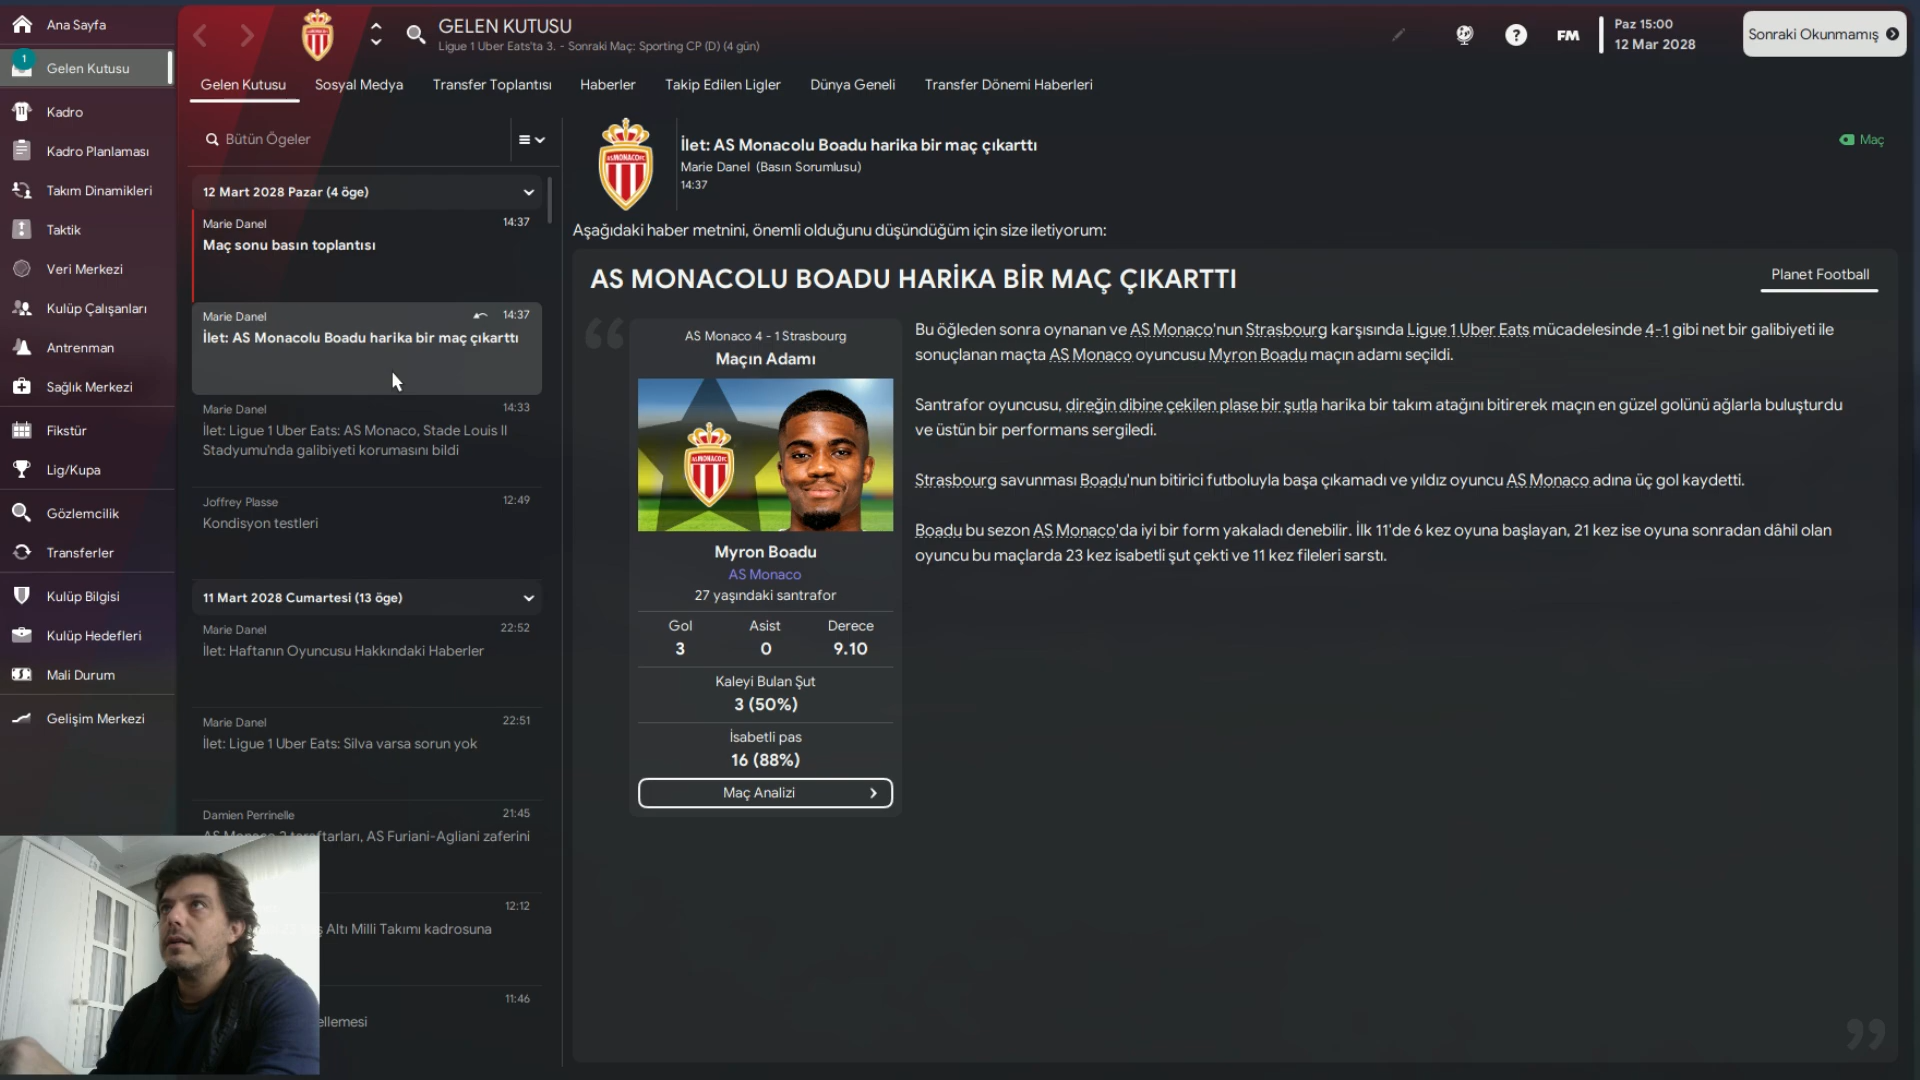 Ana Sayfa
1
Gelen Kutusu
Kadro
Kadro Planlaması
Takım Dinamikleri
Taktik
Veri Merkezi
Kulüp Çalışanları
Antrenman
Sağlık Merkezi
Fikstür
Lig/Kupa
Gözlemcilik
Transferler
Kulüp Bilgisi
Kulüp Hedefleri
Mali Durum
Gelişim Merkezi
GELEN KUTUSU
Ligue 1 Uber Eats'ta 3. - Sonraki Maç: Sporting CP (D) (4 gün)
FM
Paz 15:00
12 Mar 2028
Sonraki Okunmamış
Gelen Kutusu
Sosyal Medya
Transfer Toplantısı
Haberler
Takip Edilen Ligler
Dünya Geneli
Transfer Dönemi Haberleri
Bütün Ögeler
12 Mart 2028 Pazar (4 öge)
Marie Danel 14:37
Maç sonu basın toplantısı
Marie Danel 14:37
İlet: AS Monacolu Boadu harika bir maç çıkarttı
Marie Danel 14:33
İlet: Ligue 1 Uber Eats: AS Monaco, Stade Louis II
Stadyumu'nda galibiyeti korumasını bildi
Joffrey Plasse 12:49
Kondisyon testleri
11 Mart 2028 Cumartesi (13 öge)
Marie Danel 22:52
İlet: Haftanın Oyuncusu Hakkındaki Haberler
Marie Danel 22:51
İlet: Ligue 1 Uber Eats: Silva varsa sorun yok
Damien Perrinelle 21:45
AS Monaco 2 taraftarları, AS Furiani-Agliani zaferini
12:12
Altı Milli Takımı kadrosuna
11:46
ellemesi
İlet: AS Monacolu Boadu harika bir maç çıkarttı
Marie Danel (Basın Sorumlusu)
14:37
Maç
Aşağıdaki haber metnini, önemli olduğunu düşündüğüm için size iletiyorum:
AS MONACOLU BOADU HARİKA BİR MAÇ ÇIKARTTI
Planet Football
AS Monaco 4 - 1 Strasbourg
Maçın Adamı
Myron Boadu
AS Monaco
27 yaşındaki santrafor
Gol Asist Derece
3 0 9.10
Kaleyi Bulan Şut
3 (50%)
İsabetli pas
16 (88%)
Maç Analizi
Bu öğleden sonra oynanan ve AS Monaco'nun Strasbourg karşısında Ligue 1 Uber Eats mücadelesinde 4-1 gibi net bir galibiyeti ile
sonuçlanan maçta AS Monaco oyuncusu Myron Boadu maçın adamı seçildi.
Santrafor oyuncusu, direğin dibine çekilen plase bir şutla harika bir takım atağını bitirerek maçın en güzel golünü ağlarla buluşturdu
ve üstün bir performans sergiledi.
Strasbourg savunması Boadu'nun bitirici futboluyla başa çıkamadı ve yıldız oyuncu AS Monaco adına üç gol kaydetti.
Boadu bu sezon AS Monaco'da iyi bir form yakaladı denebilir. İlk 11'de 6 kez oyuna başlayan, 21 kez ise oyuna sonradan dâhil olan
oyuncu bu maçlarda 23 kez isabetli şut çekti ve 11 kez fileleri sarstı.